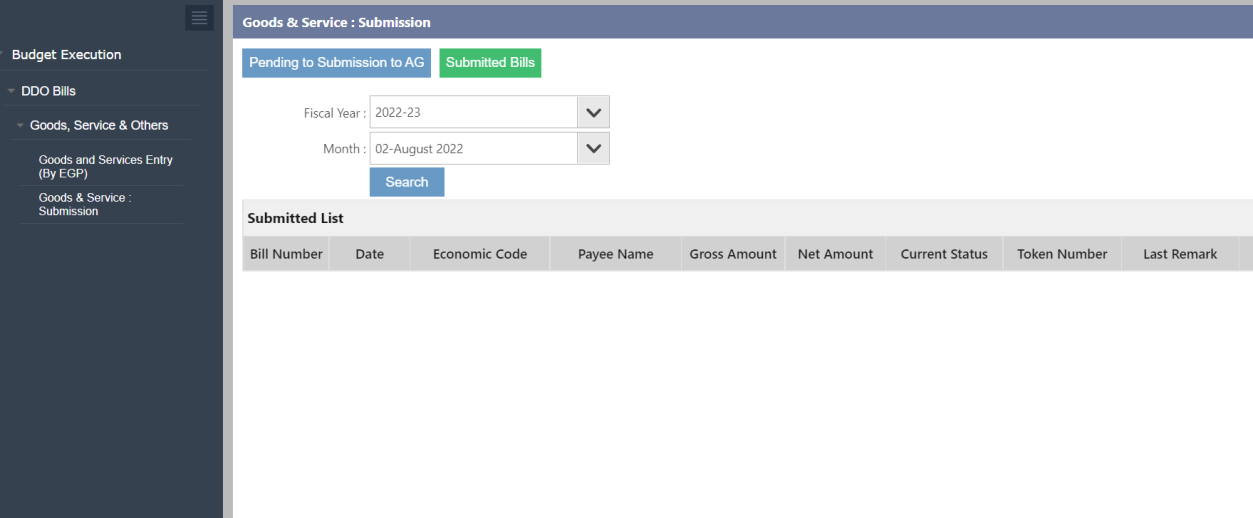 Budget Execution
DDO Bills
Goods, Service & Others
Goods and Services Entry
(By EGP)
Goods & Service :
Submission
Goods & Service : Submission
Pending to Submission to AG Submitted Bills
Fiscal Year : 2022-23
Month : 02-August 2022
Search
Submitted List
Bill Number Date Economic Code Payee Name Gross Amount Net Amount Current Status Token Number Last Remark